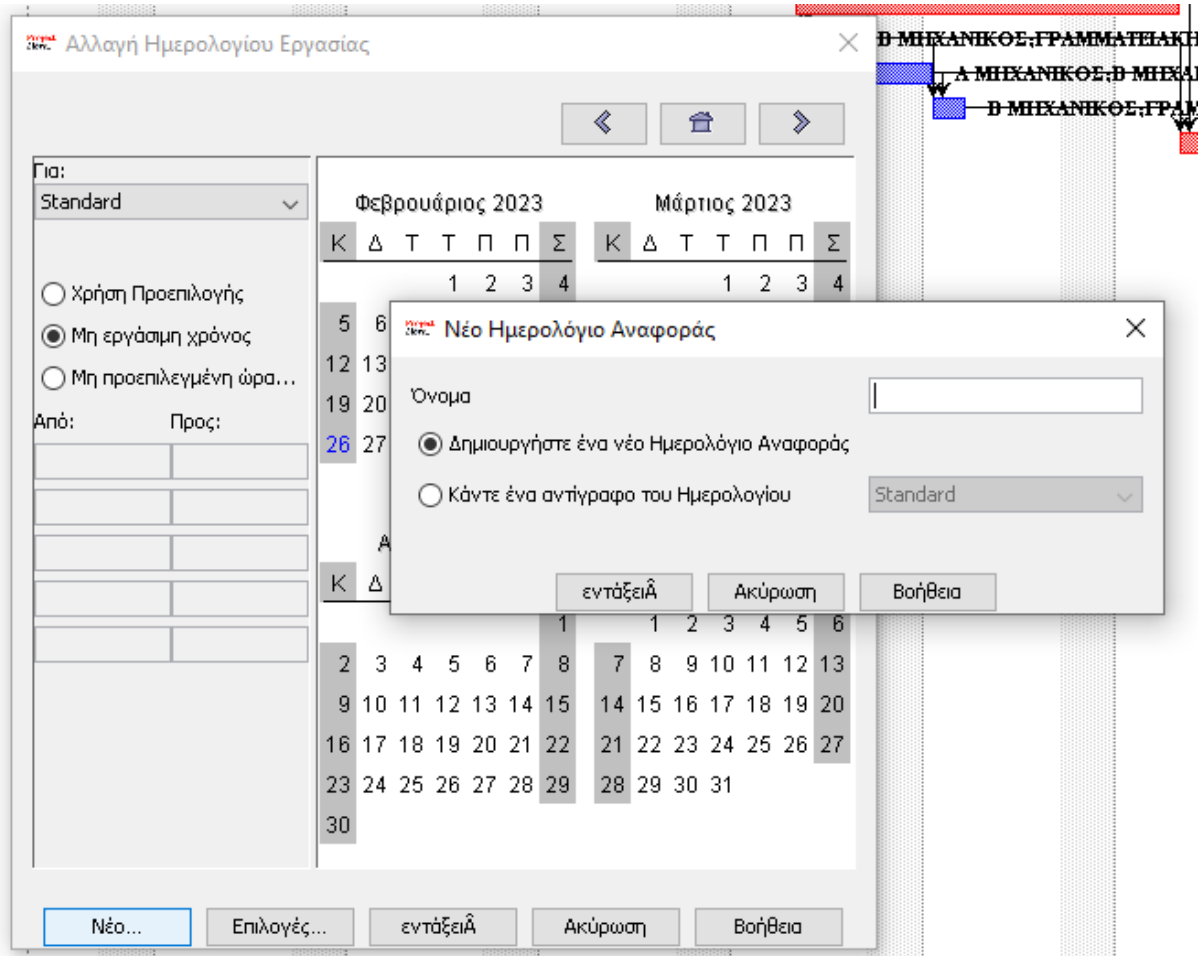 Αλλαγή Ημερολογίου Εργασίας
Για:
Standard
Χρήση Προεπιλογής
Μη εργάσιμη χρόνος
Μη προεπιλεγμένη ώρα...
Από: Προς:
Φεβρουάριος 2023
Κ Δ Τ Τ Π Π Σ
1 2 3 4
5 6
12 13
19 20
26 27
Μάρτιος 2023
Κ Δ Τ Τ Π Π Σ
1 2 3 4
Νέο Ημερολόγιο Αναφοράς
Όνομα
Δημιουργήστε ένα νέο Ημερολόγιο Αναφοράς
Κάντε ένα αντίγραφο του Ημερολογίου
Standard
εντάξειÂ Ακύρωση Βοήθεια
Α
Κ Δ
1
2 3 4 5 6 7 8
9 10 11 12 13 14 15
16 17 18 19 20 21 22
23 24 25 26 27 28 29
30
1 2 3 4 5 6
7 8 9 10 11 12 13
14 15 16 17 18 19 20
21 22 23 24 25 26 27
28 29 30 31
Νέο... Επιλογές... εντάξειÂ Ακύρωση Βοήθεια
ΜΗΧΑΝΙΚΟΣ;ΓΡΑΜΜΑΤΕΙΑΚΗ
Α ΜΗΧΑΝΙΚΟΣ;Β ΜΗΧΑ
Β ΜΗΧΑΝΙΚΟΣ;ΓΡΑΜ